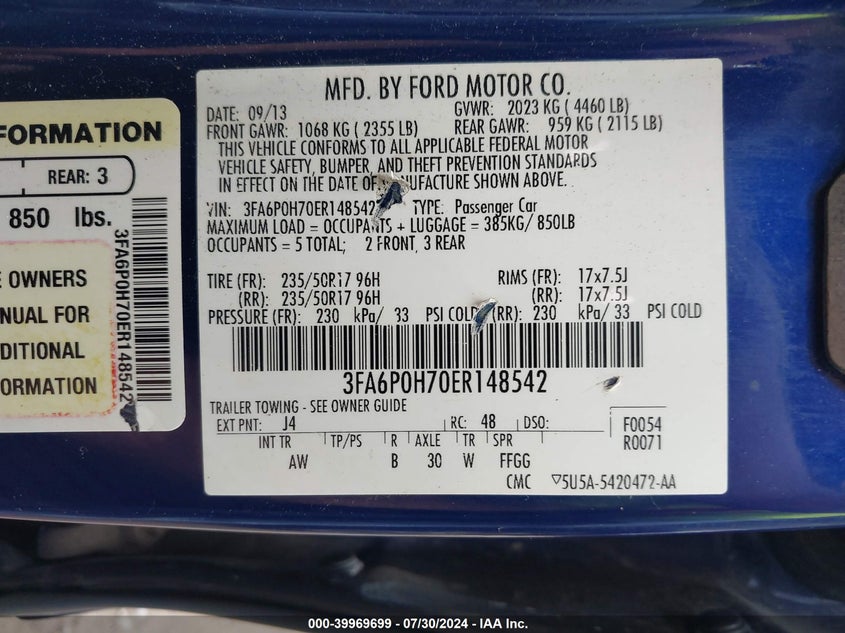 FORMATION
REAR: 3
850 lbs.
E OWNERS
NUAL FOR
DITIONAL
FORMATION
3FA6P0H70ER148542
MFD. BY FORD MOTOR CO.
DATE: 09/13 GVWR: 2023 KG ( 4460 LB)
FRONT GAWR: 1068 KG ( 2355 LB) REAR GAWR: 959 KG ( 2115 LB)
THIS VEHICLE CONFORMS TO ALL APPLICABLE FEDERAL MOTOR
VEHICLE SAFETY, BUMPER, AND THEFT PREVENTION STANDARDS
IN EFFECT ON THE DATE OF MANUFACTURE SHOWN ABOVE.
VIN: 3FA6P0H70ER148542 TYPE: Passenger Car
MAXIMUM LOAD = OCCUPANTS + LUGGAGE = 385KG/ 850LB
OCCUPANTS = 5 TOTAL; 2 FRONT, 3 REAR
TIRE (FR): 235/50R17 96H RIMS (FR): 17x7.5J
(RR): 235/50R17 96H (RR): 17x7.5J
PRESSURE (FR): 230 kPa/ 33 PSI COLD (RR): 230 kPa/ 33 PSI COLD
3FA6P0H70ER148542
TRAILER TOWING - SEE OWNER GUIDE
EXT PNT: J4 RC: 48 DSO: F0054
R0071
INT TR TP/PS R AXLE TR SPR
AW B 30 W FFGG
CMC ▽5U5A-5420472-AA
000-39969699 / 07/30/2024 - IAA Inc.